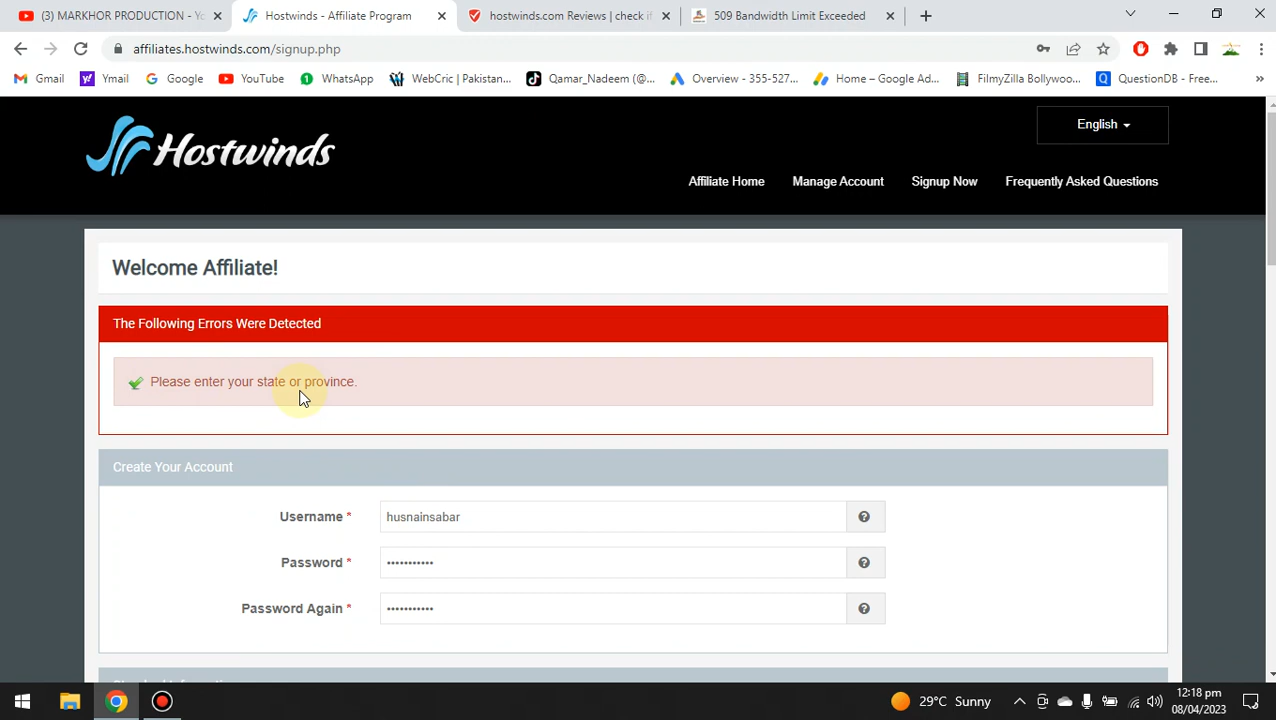 (3) MARKHOR PRODUCTION - Y
Hostwinds - Affiliate Program
hostwinds.com Reviews | check if
509 Bandwidth Limit Exceeded
affiliates.hostwinds.com/signup.php
Gmail
Ymail
Google
YouTube
WhatsApp
WebCric | Pakistan...
Qamar_Nadeem (@...
Overview - 355-527...
Home – Google Ad...
FilmyZilla Bollywoo...
QuestionDB - Free...
»
Hostwinds
English
Affiliate Home
Manage Account
Signup Now
Frequently Asked Questions
Welcome Affiliate!
The Following Errors Were Detected
Please enter your state or province.
Create Your Account
Username *
husnainsabar
Password *
•••••••••••
Password Again *
•••••••••••
29°C Sunny
12:18 pm
08/04/2023